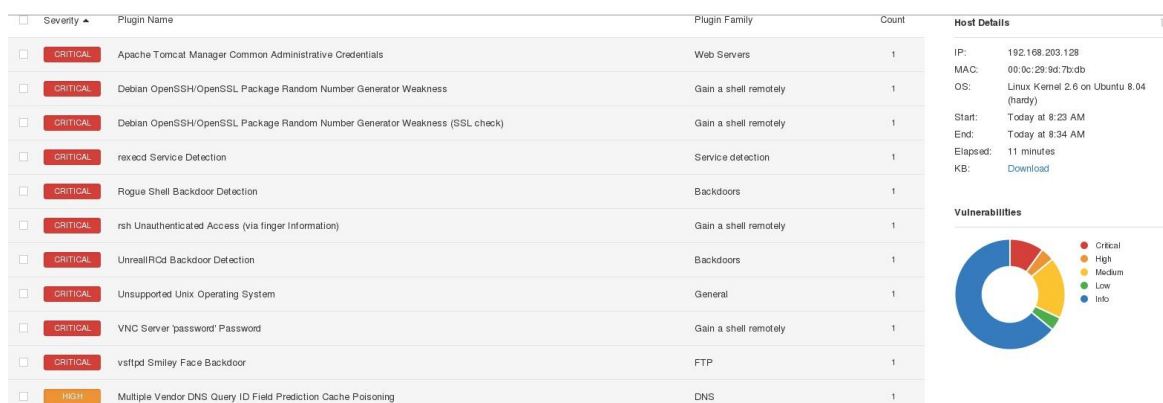 Severity Plugin Name Plugin Family Count
CRITICAL Apache Tomcat Manager Common Administrative Credentials Web Servers 1
CRITICAL Debian OpenSSH/OpenSSL Package Random Number Generator Weakness Gain a shell remotely 1
CRITICAL Debian OpenSSH/OpenSSL Package Random Number Generator Weakness (SSL check) Gain a shell remotely 1
CRITICAL rexecd Service Detection Service detection 1
CRITICAL Rogue Shell Backdoor Detection Backdoors 1
CRITICAL rsh Unauthenticated Access (via finger Information) Gain a shell remotely 1
CRITICAL UnrealIRCd Backdoor Detection Backdoors 1
CRITICAL Unsupported Unix Operating System General 1
CRITICAL VNC Server 'password' Password Gain a shell remotely 1
CRITICAL vsftpd Smiley Face Backdoor FTP 1
HIGH Multiple Vendor DNS Query ID Field Prediction Cache Poisoning DNS 1
Host Details
IP: 192.168.203.128
MAC: 00:0c:29:9d:7b:db
OS: Linux Kernel 2.6 on Ubuntu 8.04
(hardy)
Start: Today at 8:23 AM
End: Today at 8:34 AM
Elapsed: 11 minutes
KB: Download
Vulnerabilities
Critical
High
Medium
Low
Info